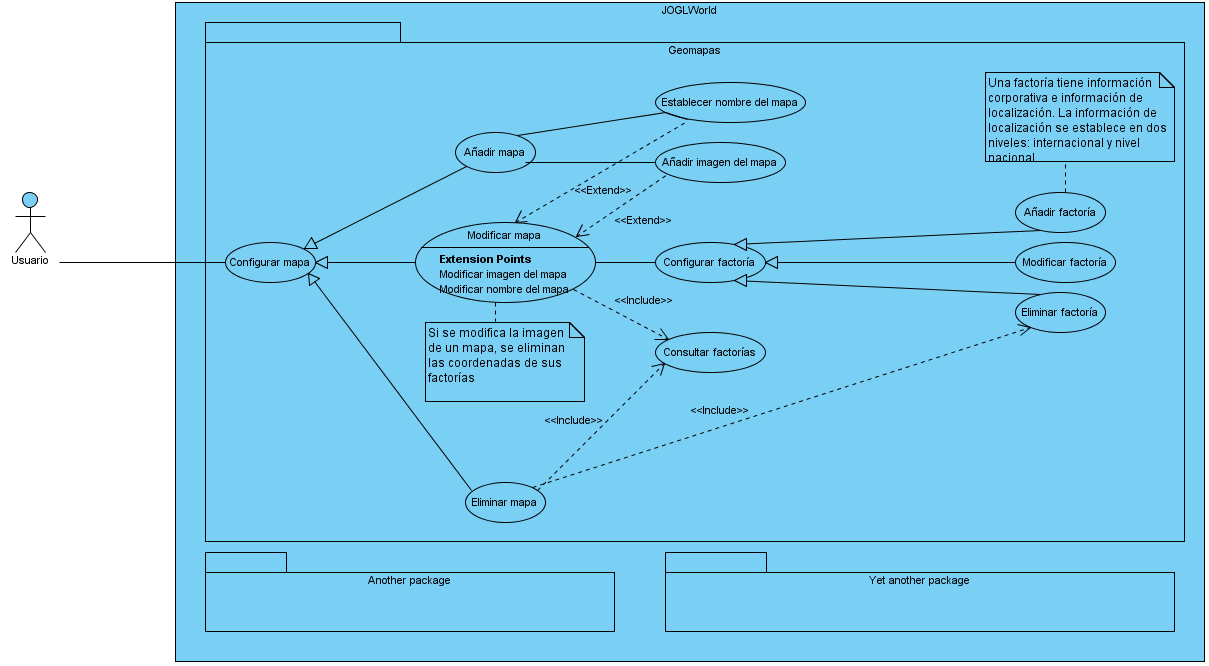 JOGLWorld
Geomapas
Establecer nombre del mapa
Una factoría tiene información
corporativa e información de
localización. La información de
localización se establece en dos
niveles: internacional y nivel
nacional
Añadir mapa
Añadir imagen del mapa
<<Extend>>
<<Extend>>
Añadir factoría
Usuario
Configurar mapa
Modificar mapa
Extension Points
Modificar imagen del mapa
Modificar nombre del mapa
Configurar factoría
Modificar factoría
<<Include>>
Eliminar factoría
Si se modifica la imagen
de un mapa, se eliminan
las coordenadas de sus
factorías
Consultar factorías
<<Include>>
<<Include>>
Eliminar mapa
Another package
Yet another package